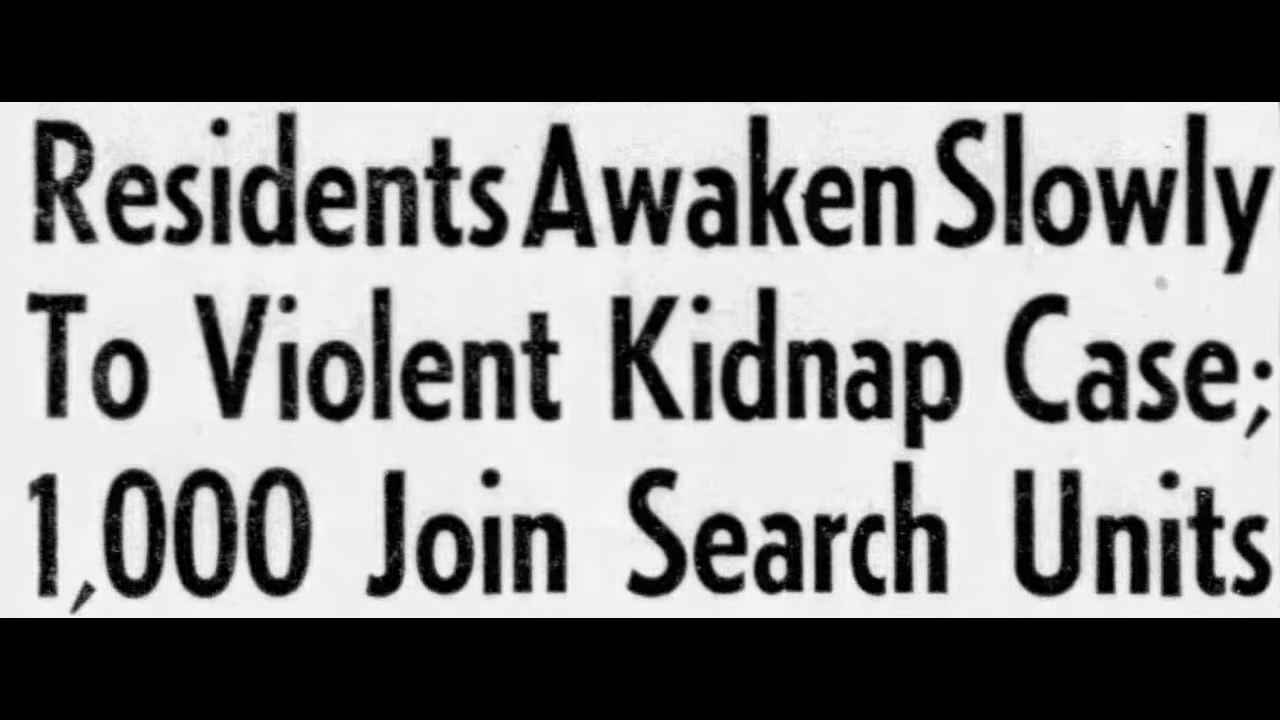 Residents Awaken Slowly
To Violent Kidnap Case;
1,000 Join Search Units